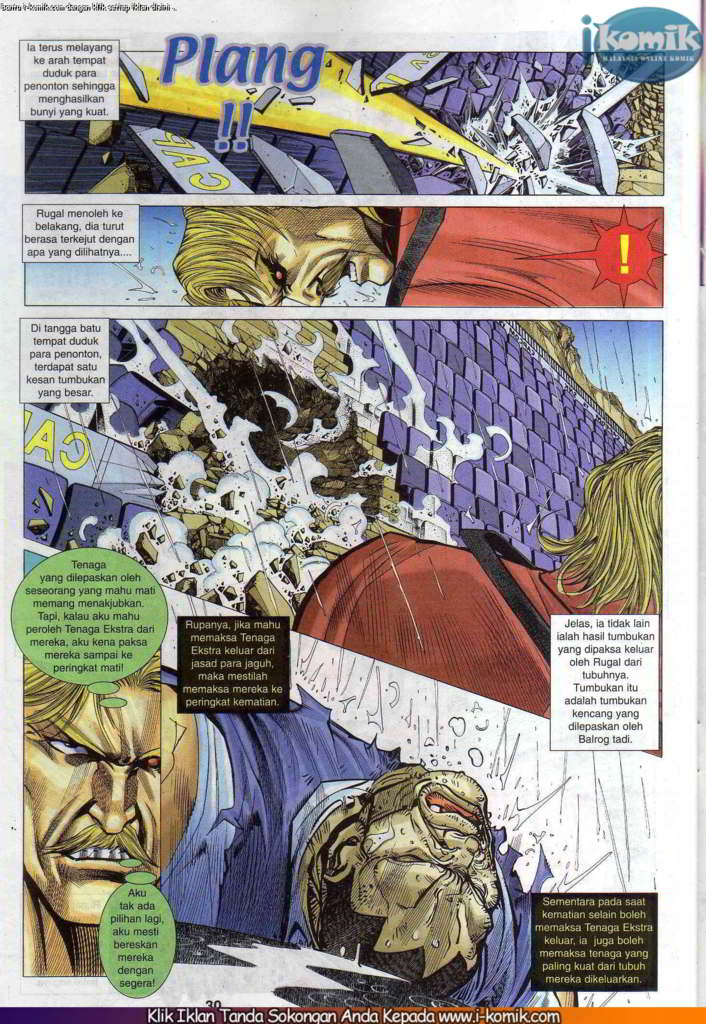 ikomik
MALAYSIA ONLINE KOMIK
Ia terus melayang
ke arah tempat
duduk para
penonton sehingga
menghasilkan
bunyi yang kuat.
Plang
!!
CAP
Rugal menoleh ke
belakang, dia turut
berasa terkejut dengan
apa yang dilihatnya....
!
Di tangga batu
tempat duduk
para penonton,
terdapat satu
kesan tumbukan
yang besar.
CAP
Tenaga
yang dilepaskan oleh
seseorang yang mahu mati
memang menakjubkan.
Tapi, kalau aku mahu
peroleh Tenaga Ekstra dari
mereka, aku kena paksa
mereka sampai ke
peringkat mati!
Rupanya, jika mahu
memaksa Tenaga
Ekstra keluar dari
jasad para jaguh,
maka mestilah
memaksa mereka ke
peringkat kematian.
Jelas, ia tidak lain
ialah hasil tumbukan
yang dipaksa keluar
oleh Rugal dari
tubuhnya.
Tumbukan itu
adalah tumbukan
kencang yang
dilepaskan oleh
Balrog tadi.
Aku
tak ada
pilihan lagi,
aku mesti
bereskan
mereka
dengan
segera!
Sementara pada saat
kematian selain boleh
memaksa Tenaga Ekstra
keluar, ia juga boleh
memaksa tenaga yang
paling kuat dari tubuh
mereka dikeluarkan.
30
Klik Iklan Tanda Sokongan Anda Kepada www.i-komik.com